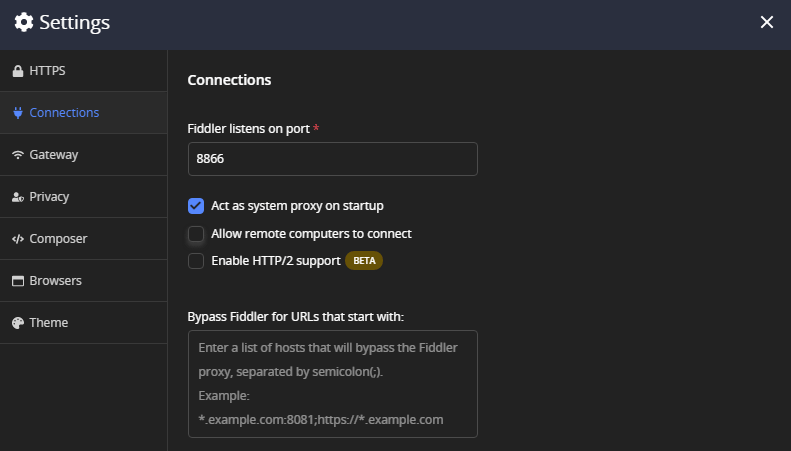 Settings
HTTPS
Connections
Gateway
Privacy
Composer
Browsers
Theme
Connections
Fiddler listens on port *
8866
Act as system proxy on startup
Allow remote computers to connect
Enable HTTP/2 support BETA
Bypass Fiddler for URLs that start with:
Enter a list of hosts that will bypass the Fiddler
proxy, separated by semicolon(;).
Example:
*.example.com:8081;https://*.example.com